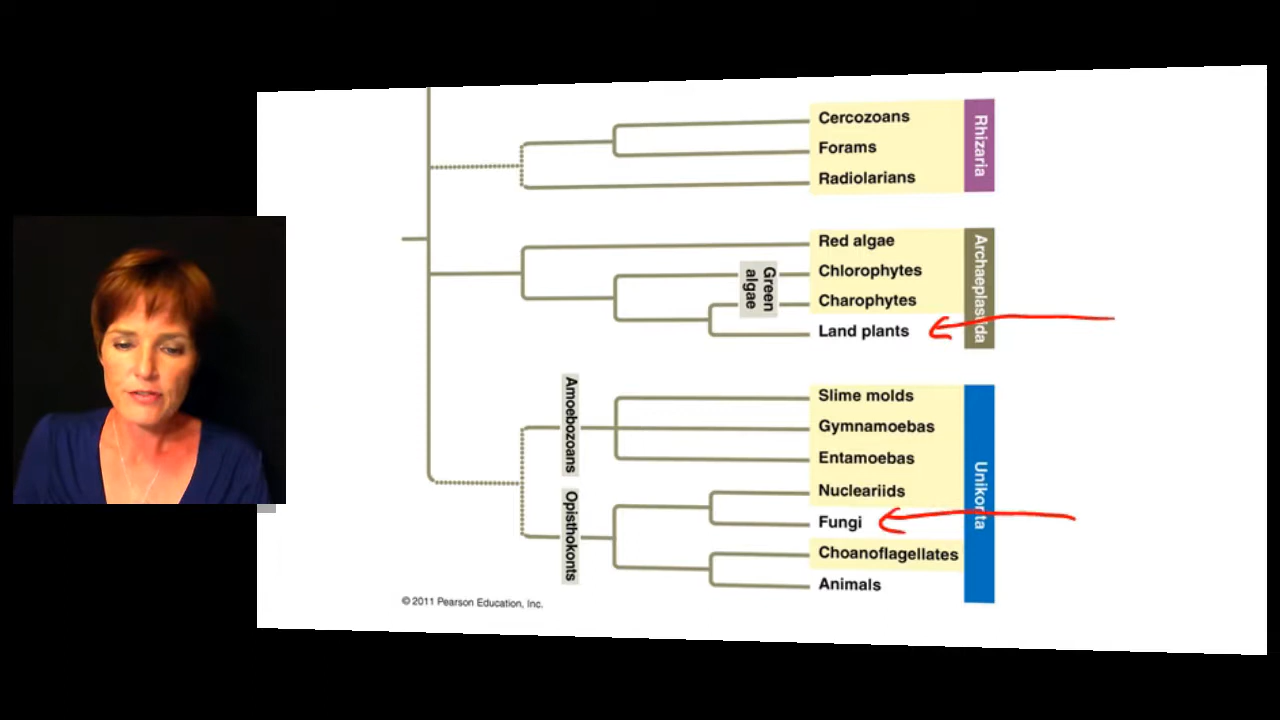 Cercozoans
Forams
Radiolarians
Rhizaria
Red algae
Chlorophytes
Green
algae
Charophytes
Land plants
Archaeplastida
Amoebozoans
Slime molds
Gymnamoebas
Entamoebas
Opisthokonts
Nucleariids
Fungi
Choanoflagellates
Animals
Unikonta
© 2011 Pearson Education, Inc.